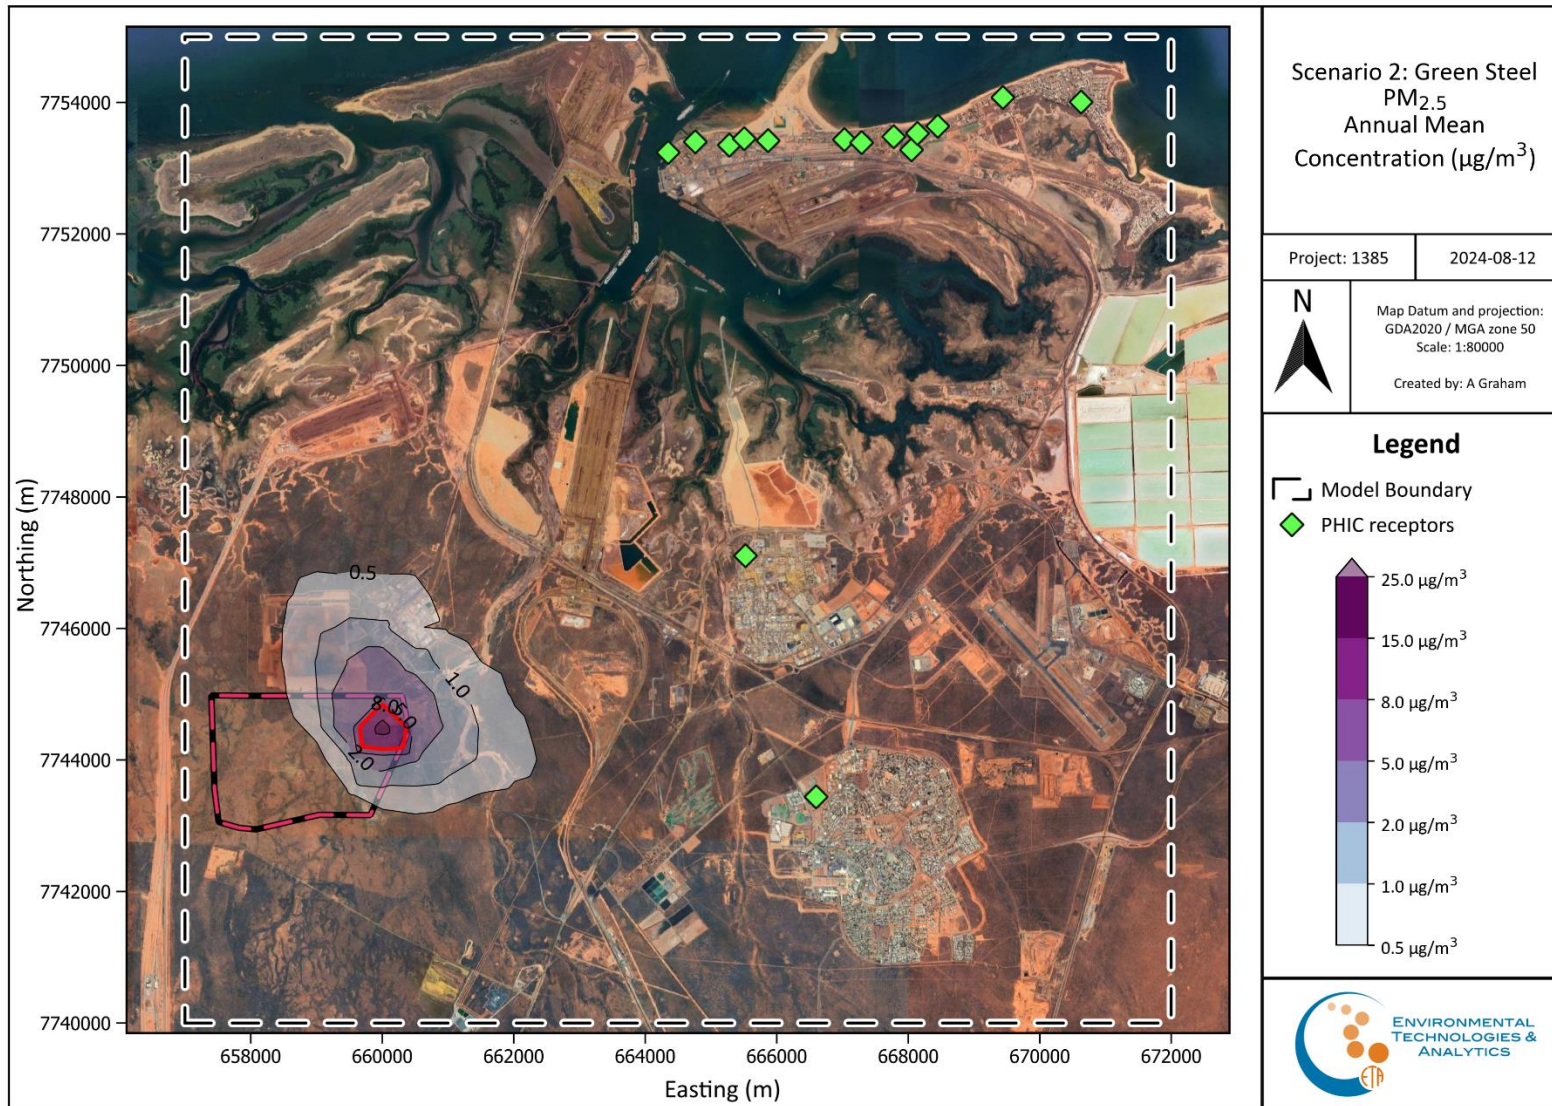 Scenario 2: Green Steel
PM2.5
Annual Mean
Concentration (µg/m³)
Project: 1385
2024-08-12
N
Map Datum and projection:
GDA2020 / MGA zone 50
Scale: 1:80000
Created by: A Graham
Legend
Model Boundary
PHIC receptors
25.0 µg/m³
15.0 µg/m³
8.0 µg/m³
5.0 µg/m³
2.0 µg/m³
1.0 µg/m³
0.5 µg/m³
ENVIRONMENTAL
TECHNOLOGIES &
ANALYTICS
ETA
Northing (m)
7754000
7752000
7750000
7748000
7746000
7744000
7742000
7740000
0.5
1.0
8.0
5.0
2.0
658000
660000
662000
664000
666000
668000
670000
672000
Easting (m)